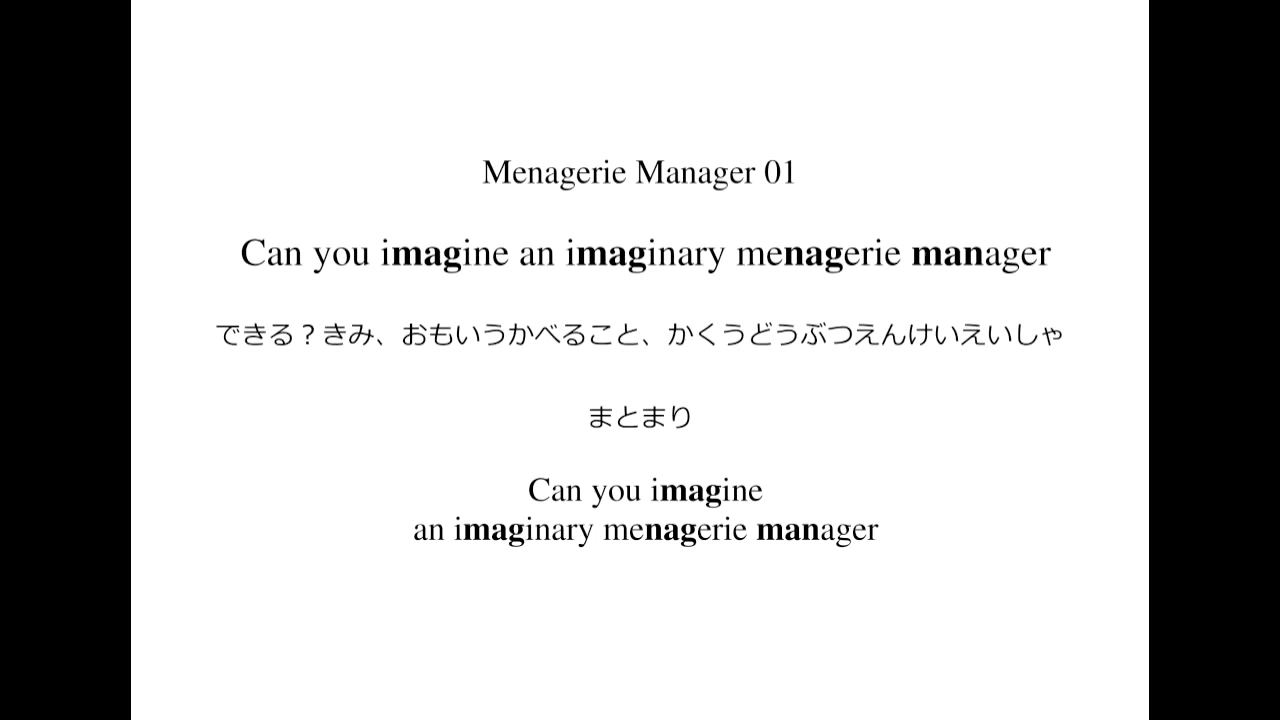 Menagerie Manager 01
Can you imagine an imaginary menagerie manager
できる？きみ、おもいうかべること、かくうどうぶつえんけいえいしゃ
まとまり
Can you imagine
an imaginary menagerie manager